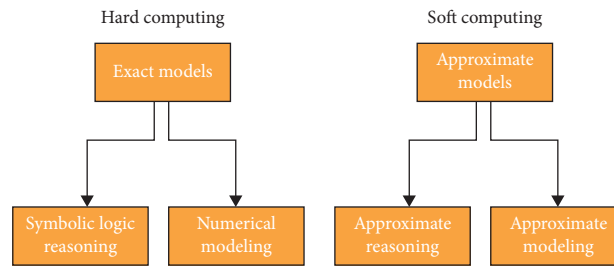 Hard computing
Soft computing
Exact models
Approximate
models
Symbolic logic
reasoning
Numerical
modeling
Approximate
reasoning
Approximate
modeling